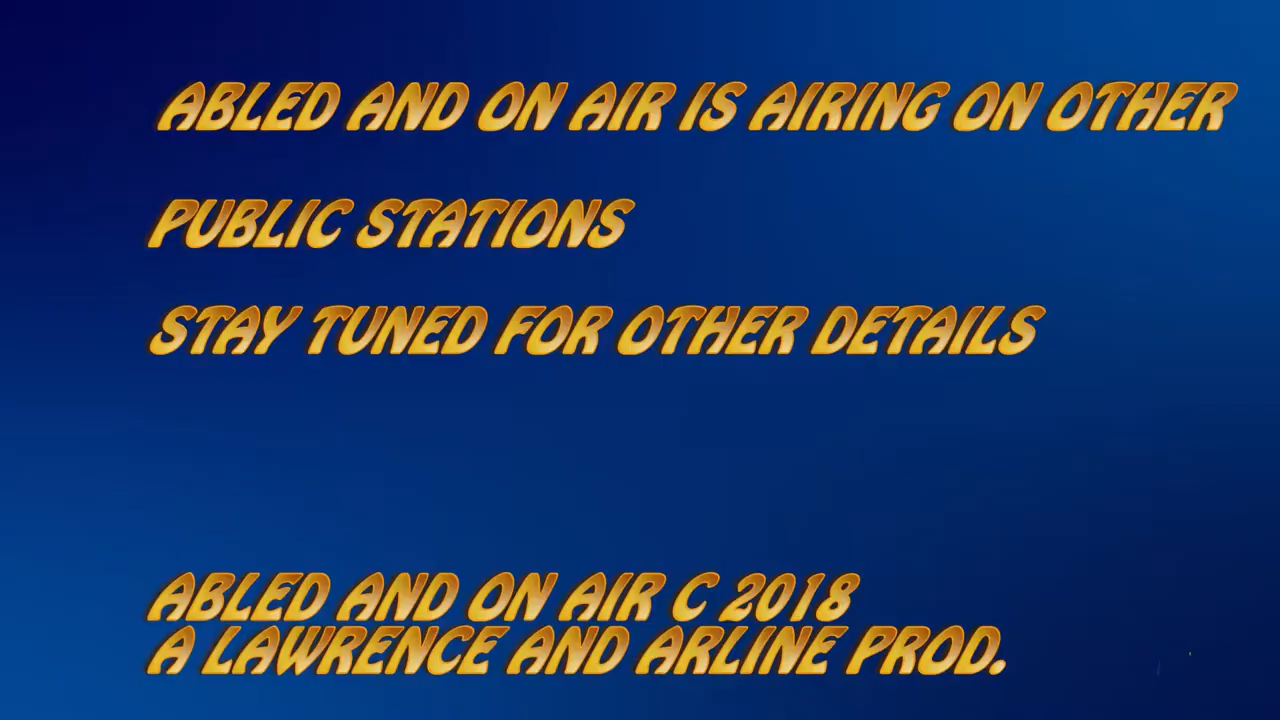 ABLED AND ON AIR IS AIRING ON OTHER
PUBLIC STATIONS
STAY TUNED FOR OTHER DETAILS
ABLED AND ON AIR C 2018
A LAWRENCE AND ARLINE PROD.